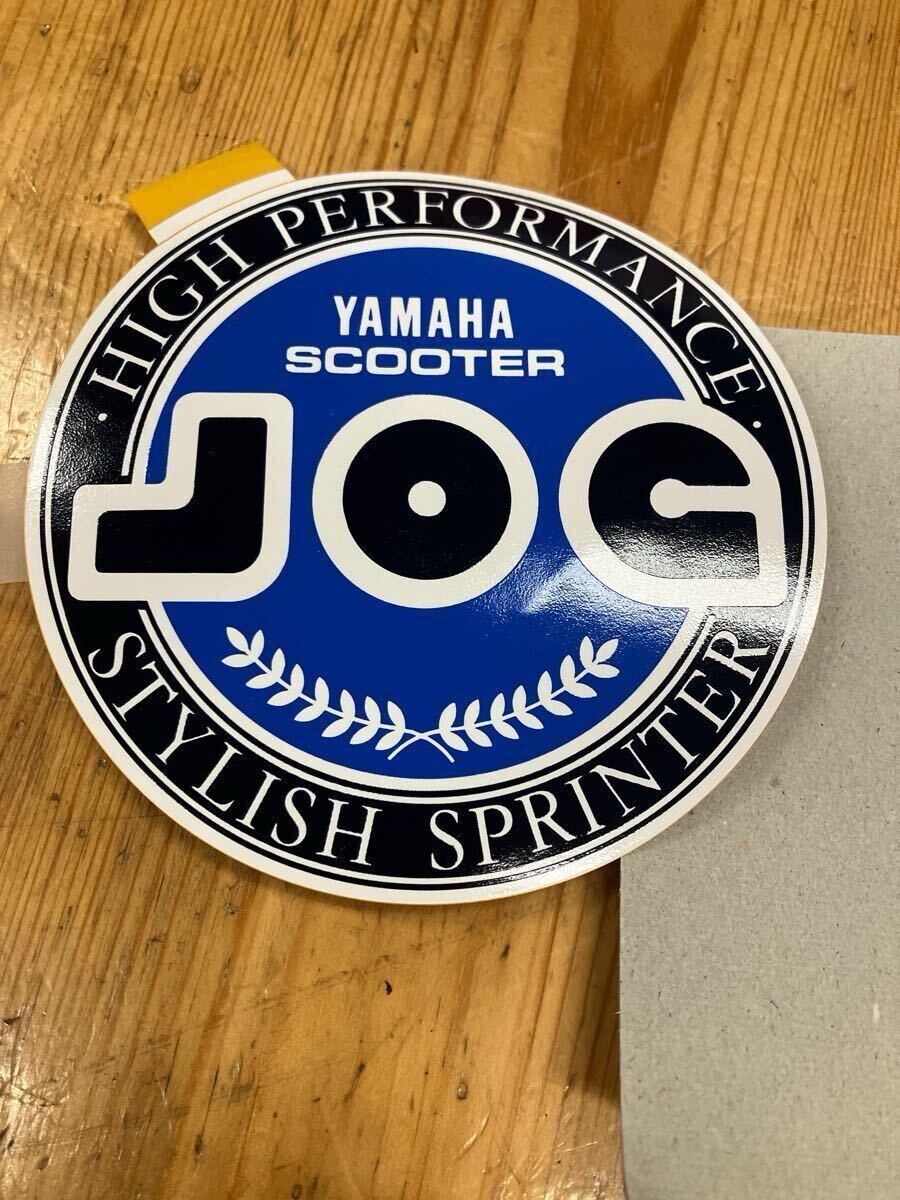 · HIGH PERFORMANCE ·
YAMAHA
SCOOTER
JOG
STYLISH SPRINTER